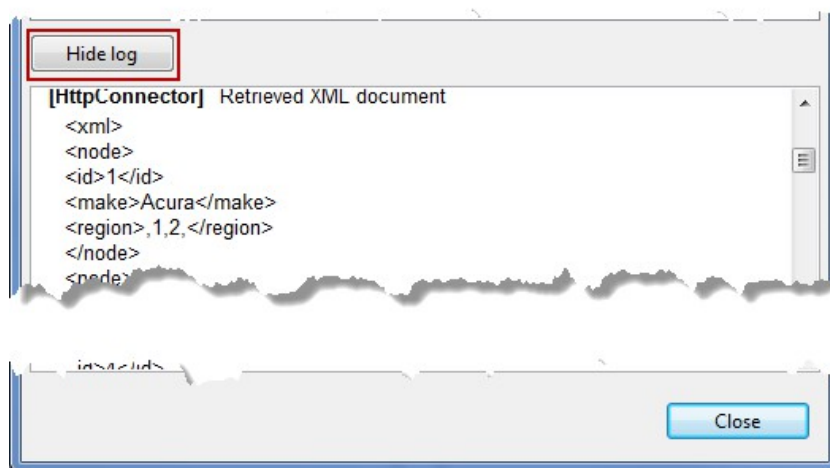 Hide log
[HttpConnector] Retrieved XML document
<xml>
<node>
<id>1</id>
<make>Acura</make>
<region>,1,2,</region>
</node>
<node>
Close